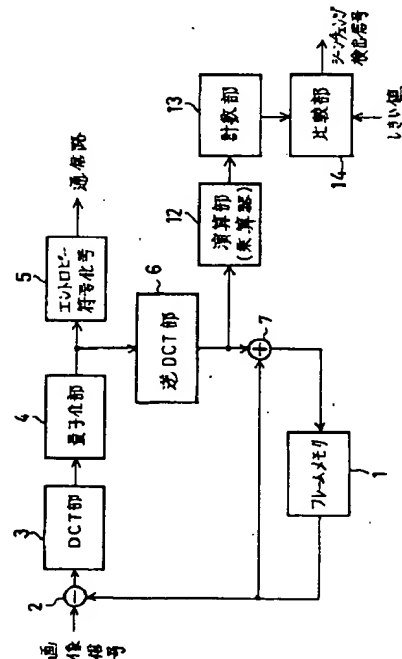 画
像
信
号
2
−
3
DCT部
4
量子化部
5
エントロピー
符号化号
通信路
6
逆DCT部
+
7
フレームメモリ
1
12
演算部
(乗算器)
13
計数部
14
比較部
シーンチェンジ
検出信号
しきい値